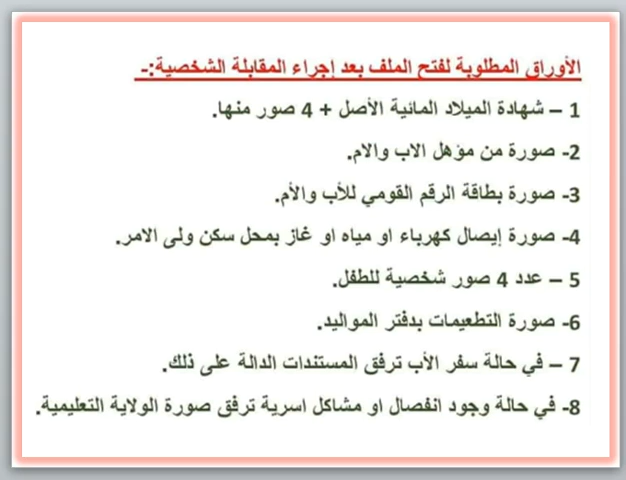 الأوراق المطلوبة لفتح الملف بعد إجراء المقابلة الشخصية:-
1 – شهادة الميلاد المائية الأصل + 4 صور منها.
2- صورة من مؤهل الاب والام.
3- صورة بطاقة الرقم القومي للأب والأم.
4- صورة إيصال كهرباء او مياه او غاز بمحل سكن ولى الامر.
5 – عدد 4 صور شخصية للطفل.
6- صورة التطعيمات بدفتر المواليد.
7 – في حالة سفر الأب ترفق المستندات الدالة على ذلك.
8- في حالة وجود انفصال او مشاكل اسرية ترفق صورة الولاية التعليمية.